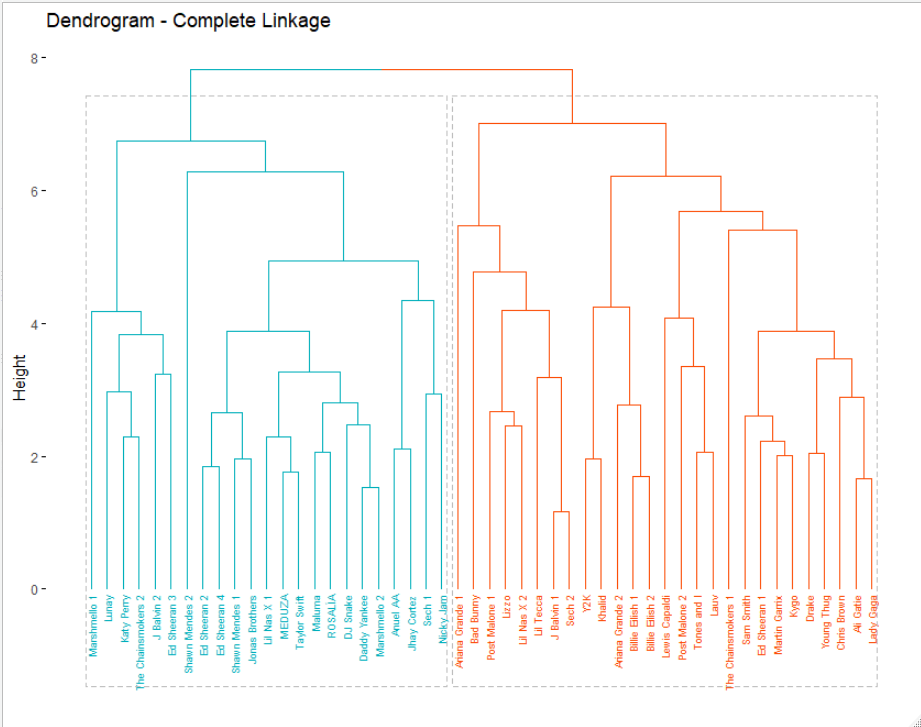 Dendrogram - Complete Linkage
8
6
4
2
0
Height
Marshmello 1
Lunay
Katy Perry
The Chainsmokers 2
J Balvin 2
Ed Sheeran 3
Shawn Mendes 2
Ed Sheeran 2
Ed Sheeran 4
Shawn Mendes 1
Jonas Brothers
Lil Nas X 1
MEDUZA
Taylor Swift
Maluma
ROSALÍA
DJ Snake
Daddy Yankee
Marshmello 2
Anuel AA
Jhay Cortez
Sech 1
Nicky Jam
Ariana Grande 1
Bad Bunny
Post Malone 1
Lizzo
Lil Nas X 2
Lil Tecca
J Balvin 1
Sech 2
Y2K
Khalid
Ariana Grande 2
Billie Eilish 1
Billie Eilish 2
Lewis Capaldi
Post Malone 2
Tones and I
Lauv
The Chainsmokers 1
Sam Smith
Ed Sheeran 1
Martin Garrix
Kygo
Drake
Young Thug
Chris Brown
Ali Gatie
Lady Gaga